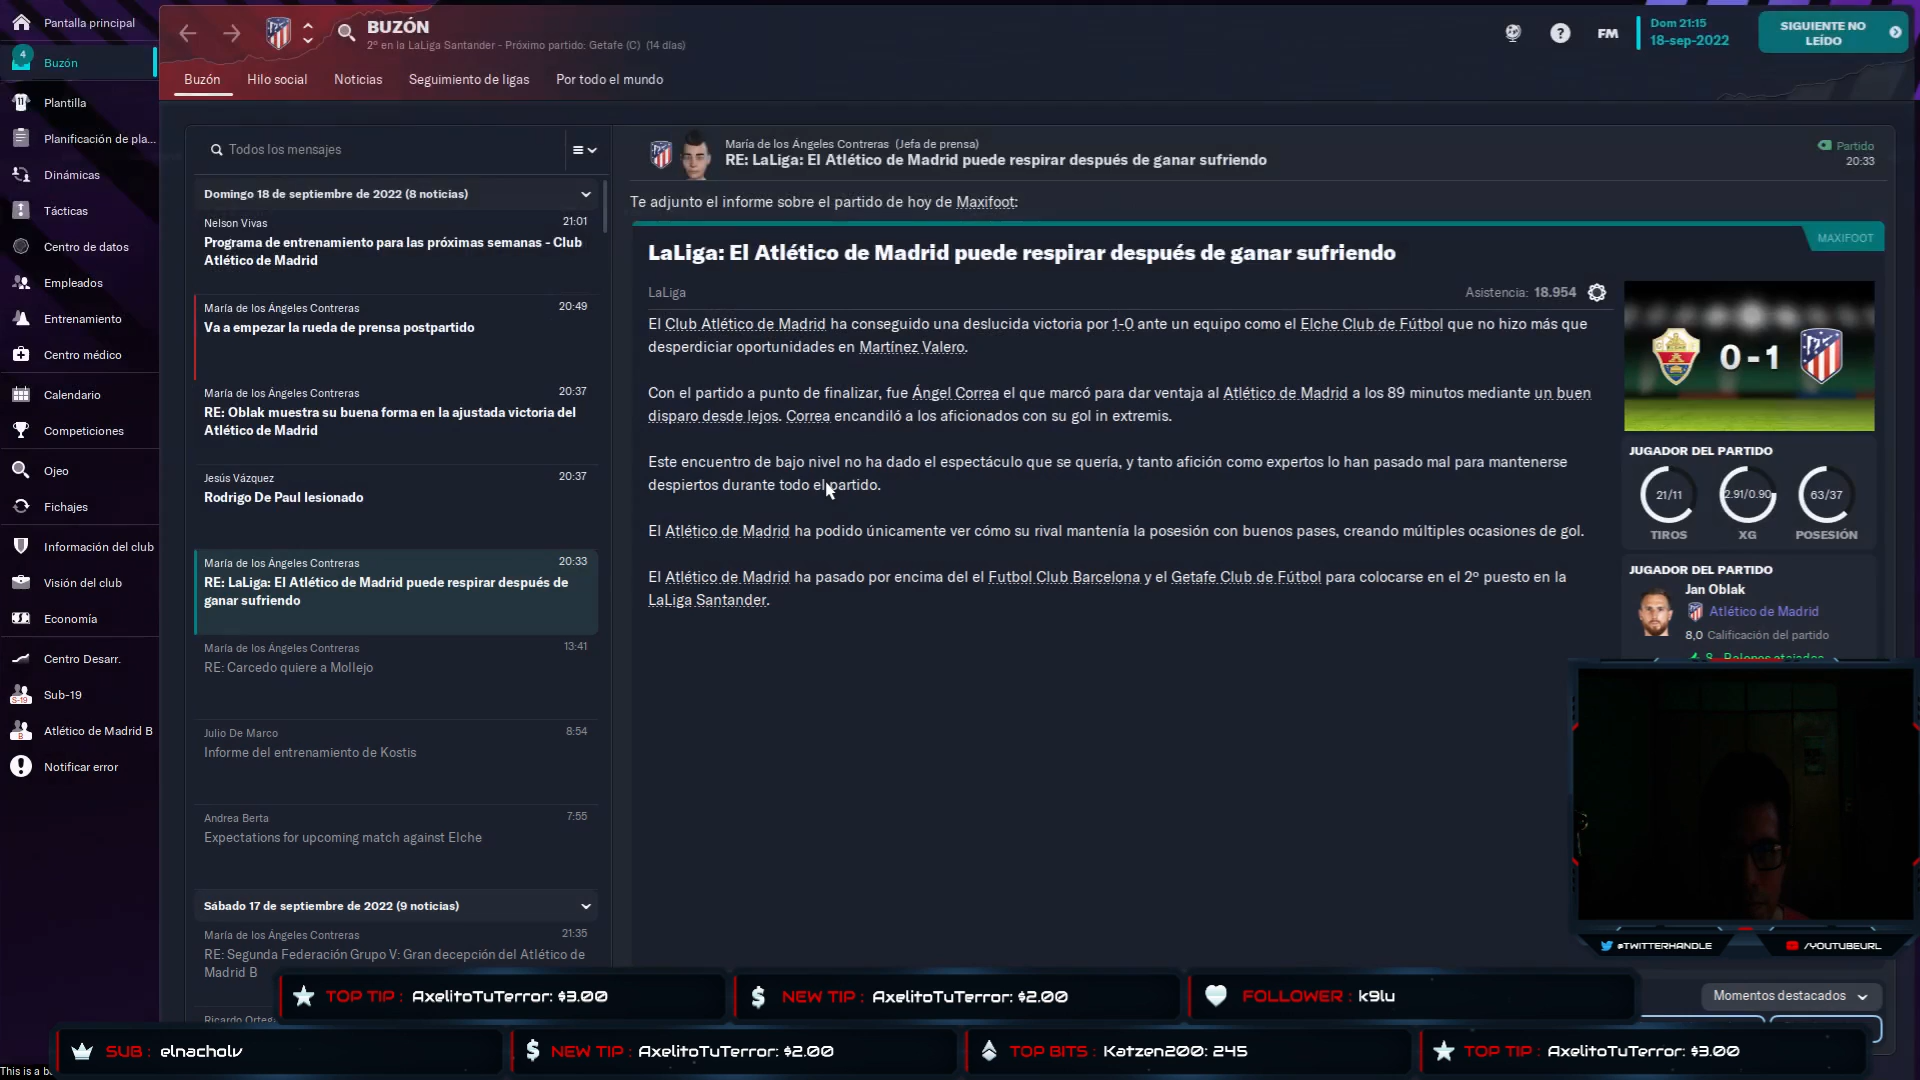 Pantalla principal
4
Buzón
Plantilla
Planificación de pla...
Dinámicas
Tácticas
Centro de datos
Empleados
Entrenamiento
Centro médico
Calendario
Competiciones
Ojeo
Fichajes
Información del club
Visión del club
Economía
Centro Desarr.
Sub-19
Atlético de Madrid B
Notificar error
BUZÓN
2º en la LaLiga Santander - Próximo partido: Getafe (C) (14 días)
FM
Dom 21:15
18-sep-2022
SIGUIENTE NO LEÍDO
Buzón Hilo social Noticias Seguimiento de ligas Por todo el mundo
Todos los mensajes
Domingo 18 de septiembre de 2022 (8 noticias)
Nelson Vivas 21:01
Programa de entrenamiento para las próximas semanas - Club
Atlético de Madrid
María de los Ángeles Contreras 20:49
Va a empezar la rueda de prensa postpartido
María de los Ángeles Contreras 20:37
RE: Oblak muestra su buena forma en la ajustada victoria del
Atlético de Madrid
Jesús Vázquez 20:37
Rodrigo De Paul lesionado
María de los Ángeles Contreras 20:33
RE: LaLiga: El Atlético de Madrid puede respirar después de
ganar sufriendo
María de los Ángeles Contreras 13:41
RE: Carcedo quiere a Mollejo
Julio De Marco 8:54
Informe del entrenamiento de Kostis
Andrea Berta 7:55
Expectations for upcoming match against Elche
Sábado 17 de septiembre de 2022 (9 noticias)
María de los Ángeles Contreras 21:35
RE: Segunda Federación Grupo V: Gran decepción del Atlético de
Madrid B
María de los Ángeles Contreras (Jefa de prensa)
RE: LaLiga: El Atlético de Madrid puede respirar después de ganar sufriendo
Partido
20:33
Te adjunto el informe sobre el partido de hoy de Maxifoot:
MAXIFOOT
LaLiga: El Atlético de Madrid puede respirar después de ganar sufriendo
LaLiga
Asistencia: 18.954
El Club Atlético de Madrid ha conseguido una deslucida victoria por 1-0 ante un equipo como el Elche Club de Fútbol que no hizo más que
desperdiciar oportunidades en Martínez Valero.
Con el partido a punto de finalizar, fue Ángel Correa el que marcó para dar ventaja al Atlético de Madrid a los 89 minutos mediante un buen
disparo desde lejos. Correa encandiló a los aficionados con su gol in extremis.
Este encuentro de bajo nivel no ha dado el espectáculo que se quería, y tanto afición como expertos lo han pasado mal para mantenerse
despiertos durante todo el partido.
El Atlético de Madrid ha podido únicamente ver cómo su rival mantenía la posesión con buenos pases, creando múltiples ocasiones de gol.
El Atlético de Madrid ha pasado por encima del el Futbol Club Barcelona y el Getafe Club de Fútbol para colocarse en el 2º puesto en la
LaLiga Santander.
0 - 1
JUGADOR DEL PARTIDO
21/11 2.91/0.90 63/37
TIROS XG POSESIÓN
JUGADOR DEL PARTIDO
Jan Oblak
Atlético de Madrid
8,0 Calificación del partido
@TWITTERHANDLE /YOUTUBEURL
Momentos destacados
TOP TIP : AxelitoTuTerror: $3.00
NEW TIP : AxelitoTuTerror: $2.00
FOLLOWER : k9lu
SUB : elnacholv
NEW TIP : AxelitoTuTerror: $2.00
TOP BITS : Katzen200: 245
TOP TIP : AxelitoTuTerror: $3.00
This is a